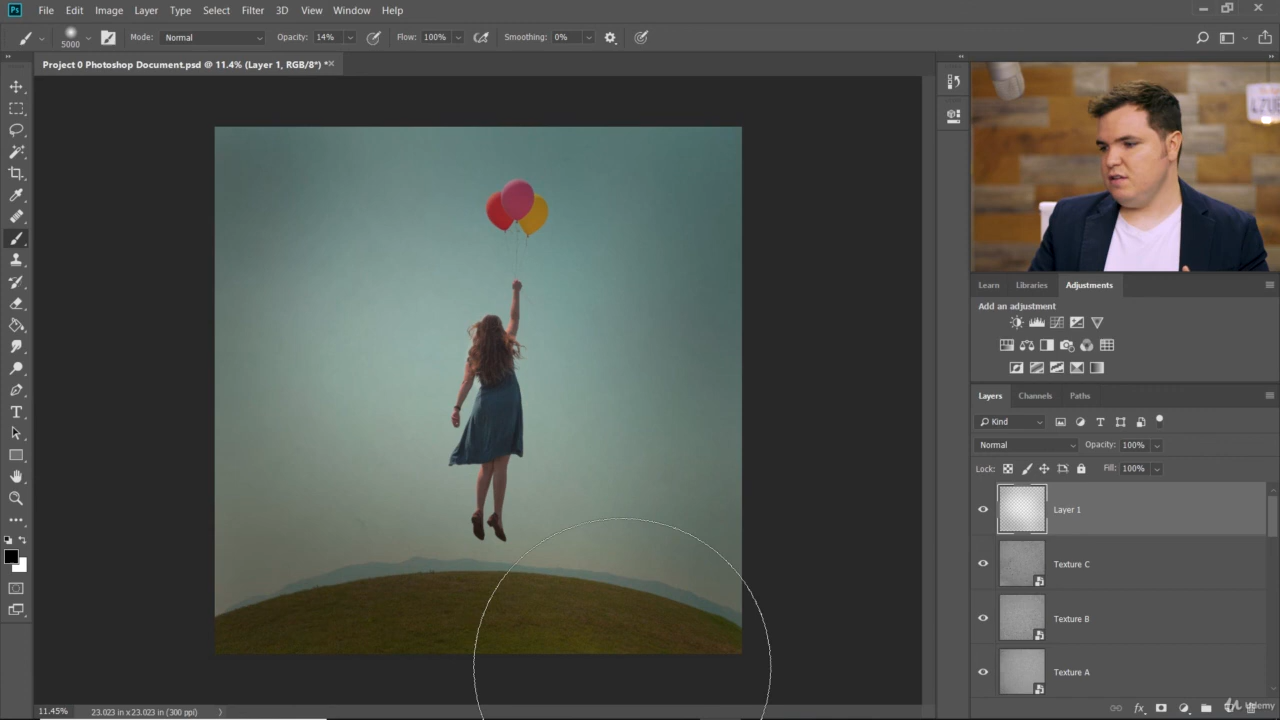 Ps File Edit Image Layer Type Select Filter 3D View Window Help
5000 Mode: Normal Opacity: 14% Flow: 100% Smoothing: 0%
Project 0 Photoshop Document.psd @ 11.4% (Layer 1, RGB/8*) *
Learn Libraries Adjustments
Add an adjustment
Layers Channels Paths
Kind
Normal Opacity: 100%
Lock: Fill: 100%
Layer 1
Texture C
Texture B
Texture A
11.45% 23.023 in x 23.023 in (300 ppi)
Udemy